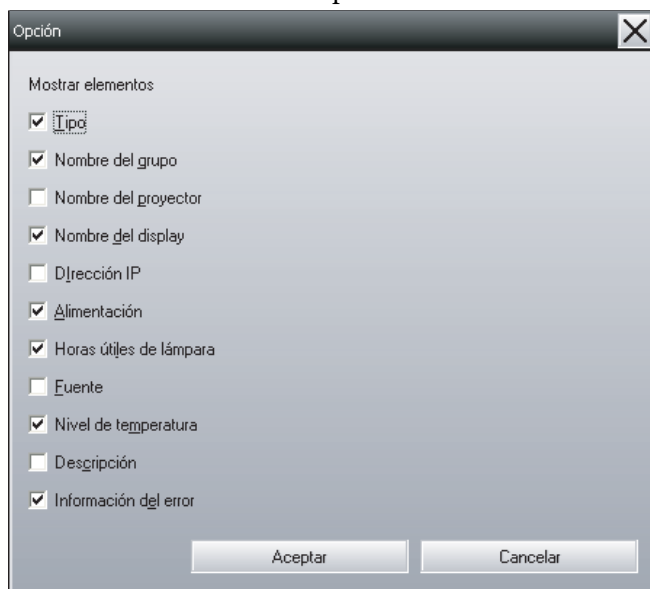 Opción
Mostrar elementos
Tipo
Nombre del grupo
Nombre del proyector
Nombre del display
DIrección IP
Alimentación
Horas útiles de lámpara
Fuente
Nivel de temperatura
Descripción
Información del error
Aceptar Cancelar